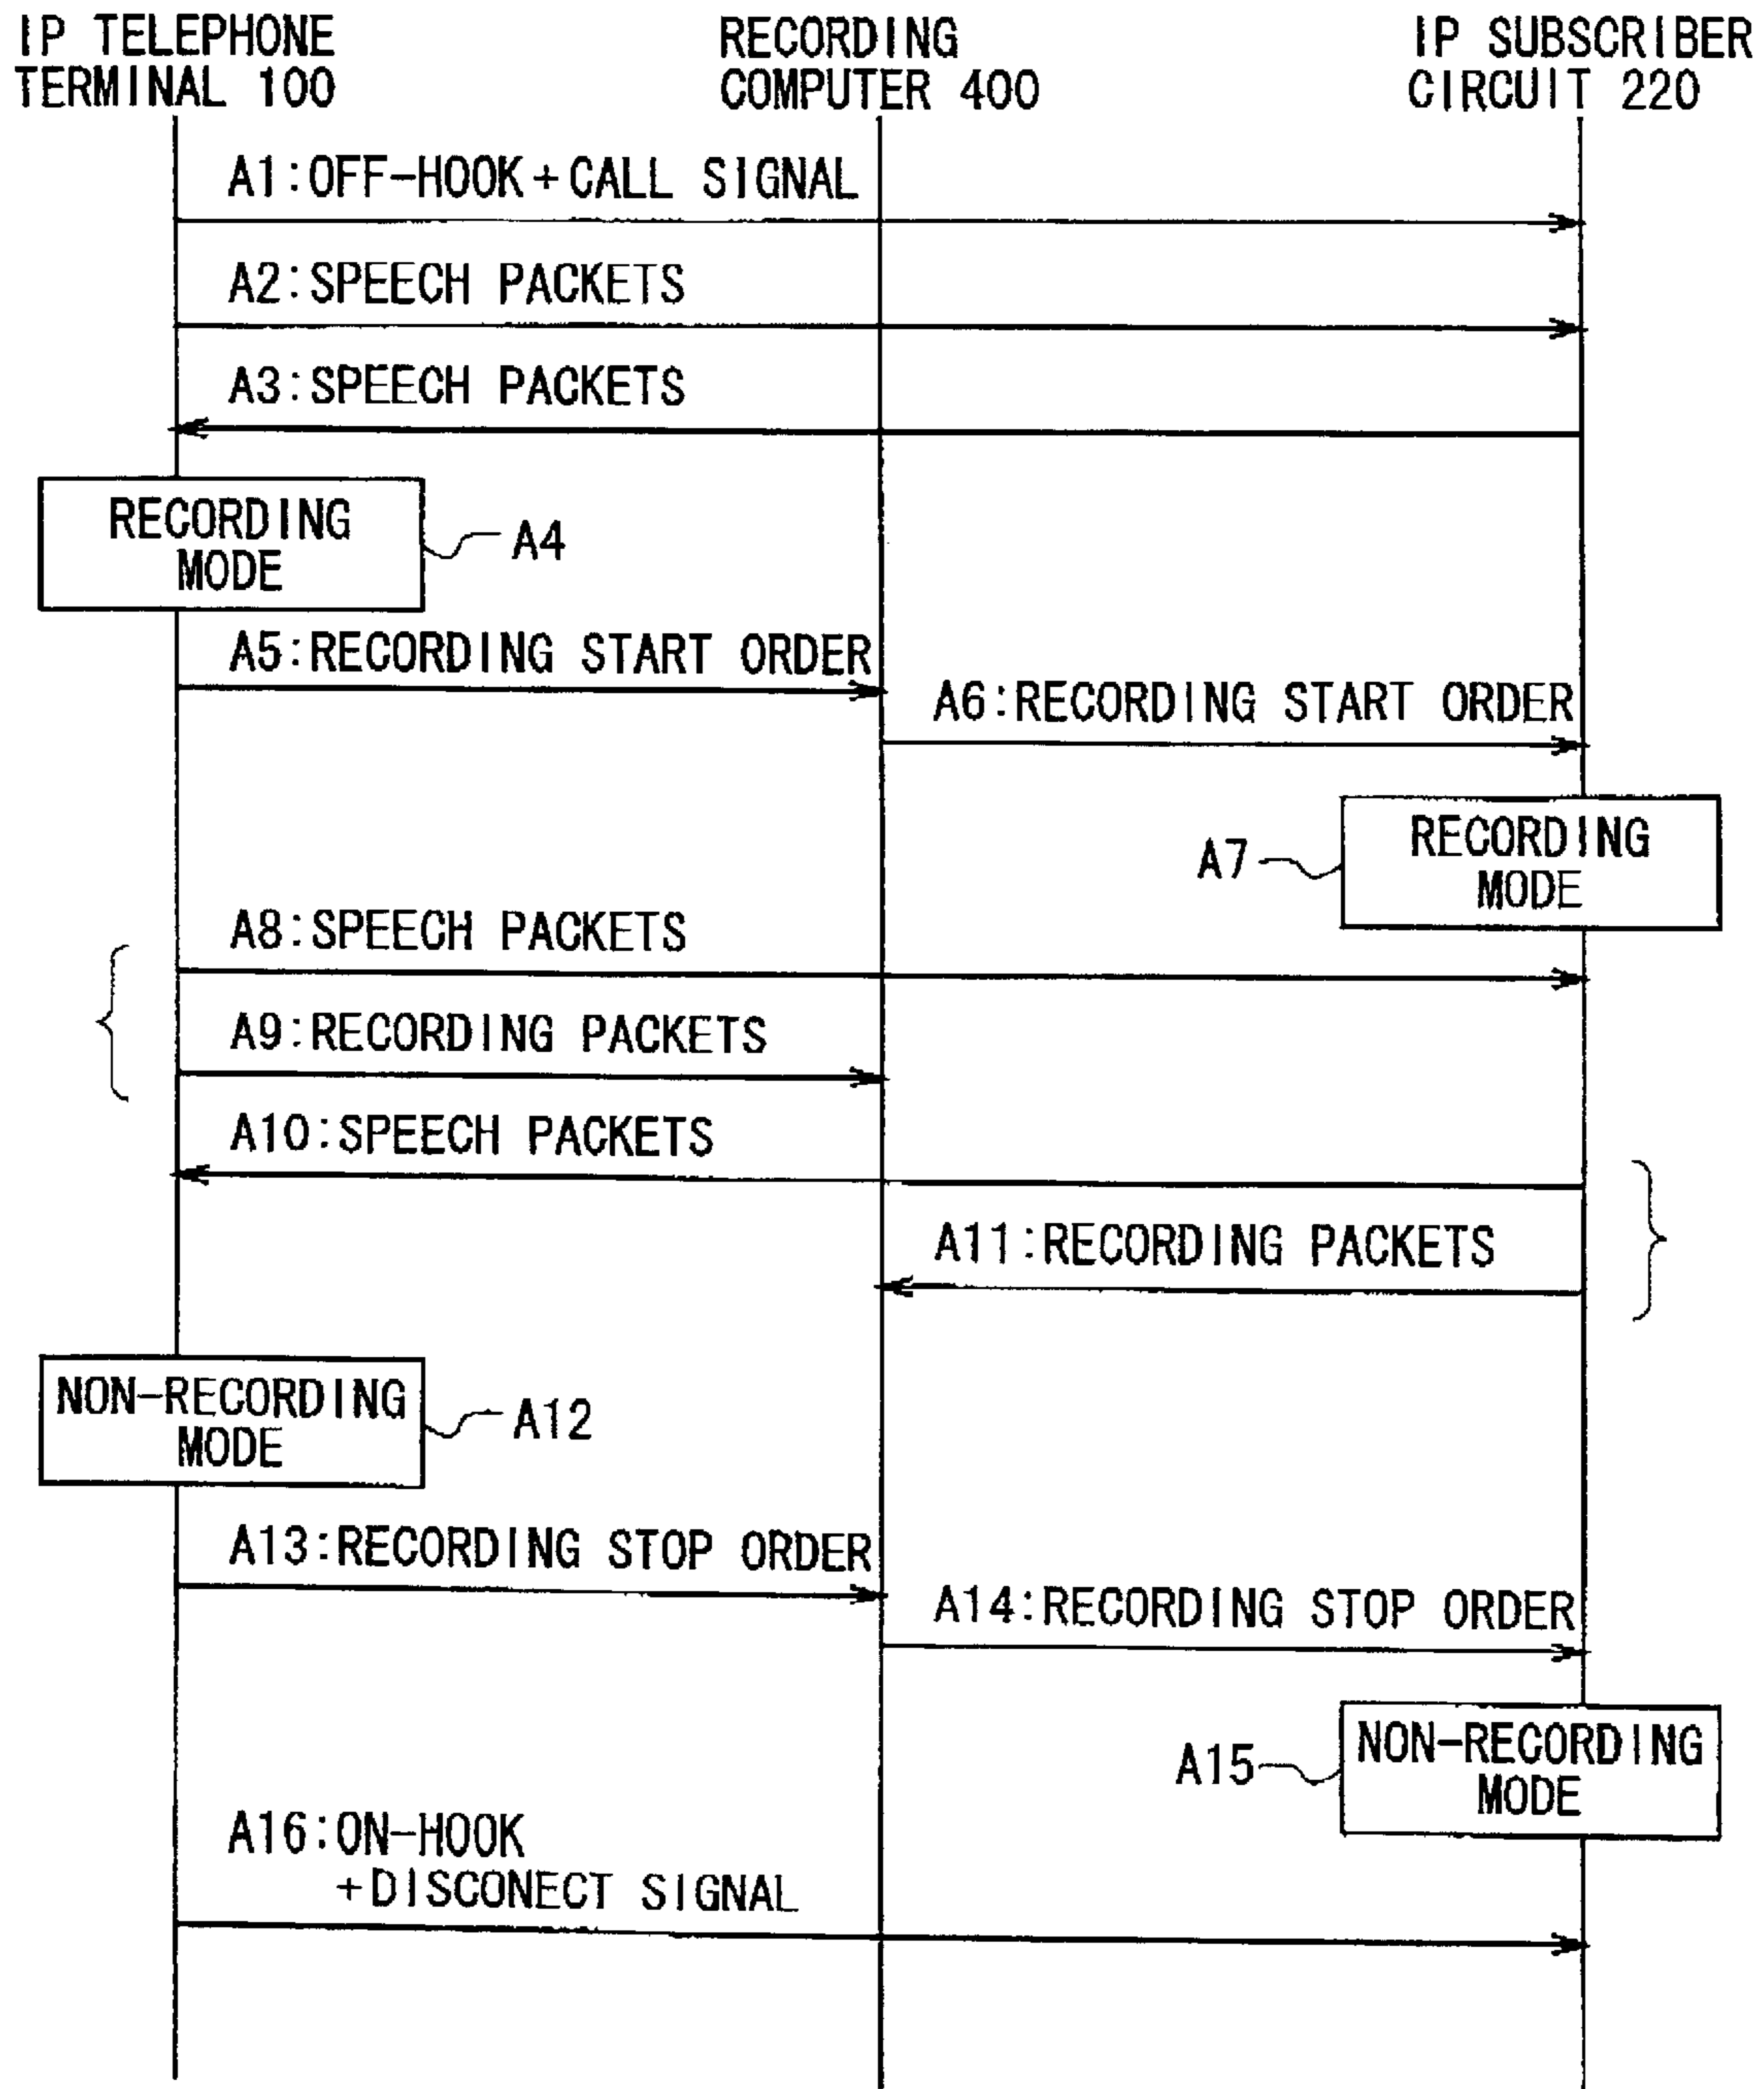 IP TELEPHONE
TERMINAL 100
RECORDING
COMPUTER 400
IP SUBSCRIBER
CIRCUIT 220
A1:OFF-HOOK+CALL SIGNAL
A2:SPEECH PACKETS
A3:SPEECH PACKETS
RECORDING
MODE
A4
A5:RECORDING START ORDER
A6:RECORDING START ORDER
A7
RECORDING
MODE
A8:SPEECH PACKETS
A9:RECORDING PACKETS
A10:SPEECH PACKETS
A11:RECORDING PACKETS
NON-RECORDING
MODE
A12
A13:RECORDING STOP ORDER
A14:RECORDING STOP ORDER
A15
NON-RECORDING
MODE
A16:ON-HOOK
+DISCONECT SIGNAL